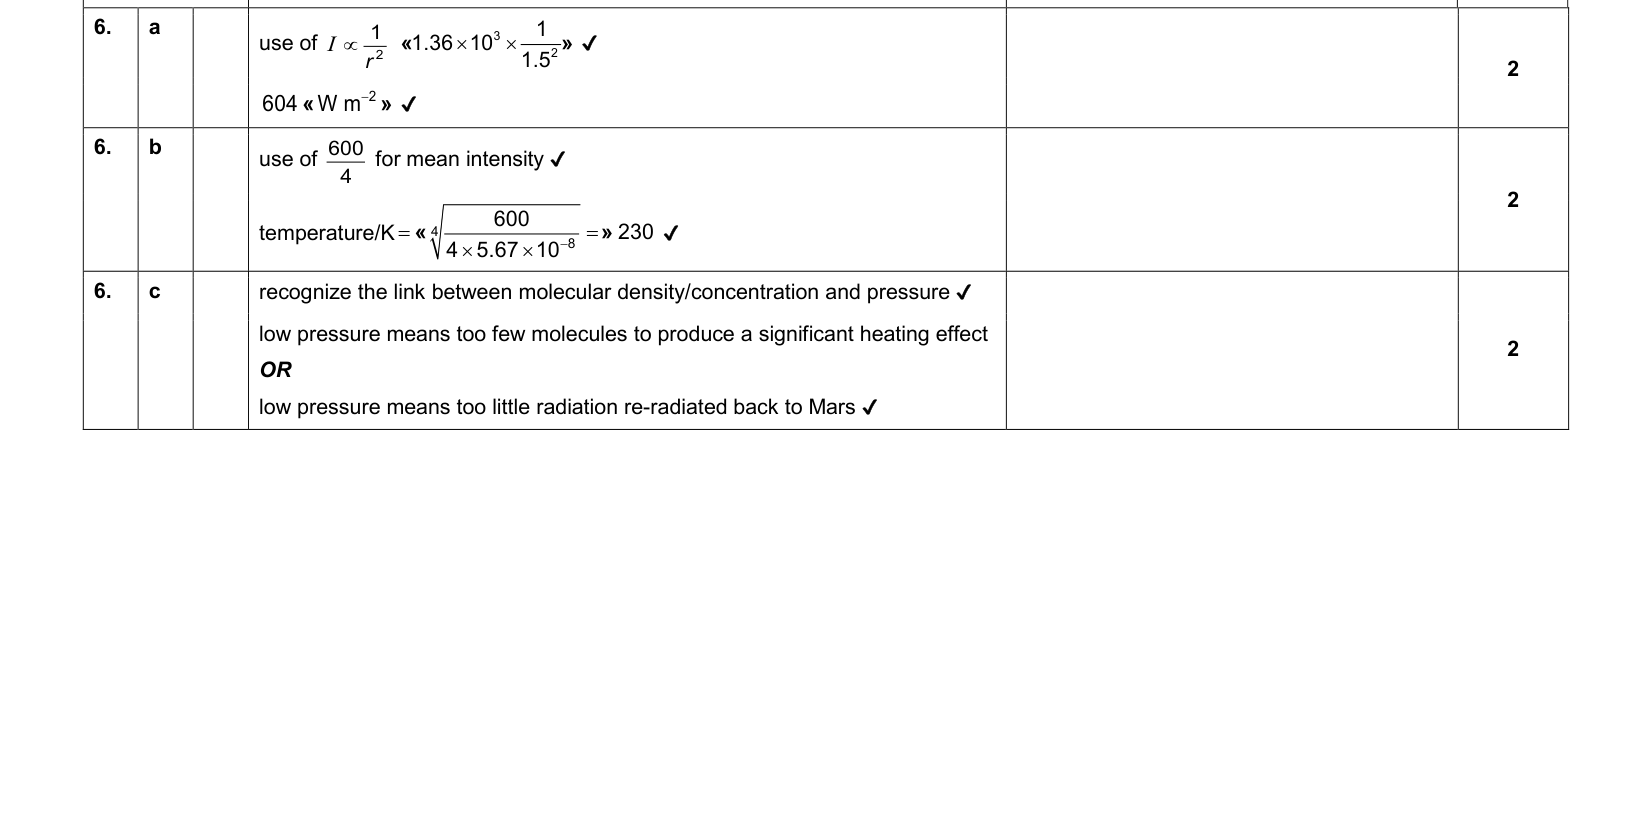 6. a use of I ∝ 1/r² «1.36×10³ × 1/1.5²» ✓
604 «W m⁻²» ✓
2
6. b use of 600/4 for mean intensity ✓
temperature/K = «⁴√(600/(4×5.67×10⁻⁸)) =» 230 ✓
2
6. c recognize the link between molecular density/concentration and pressure ✓
low pressure means too few molecules to produce a significant heating effect
OR
low pressure means too little radiation re-radiated back to Mars ✓
2